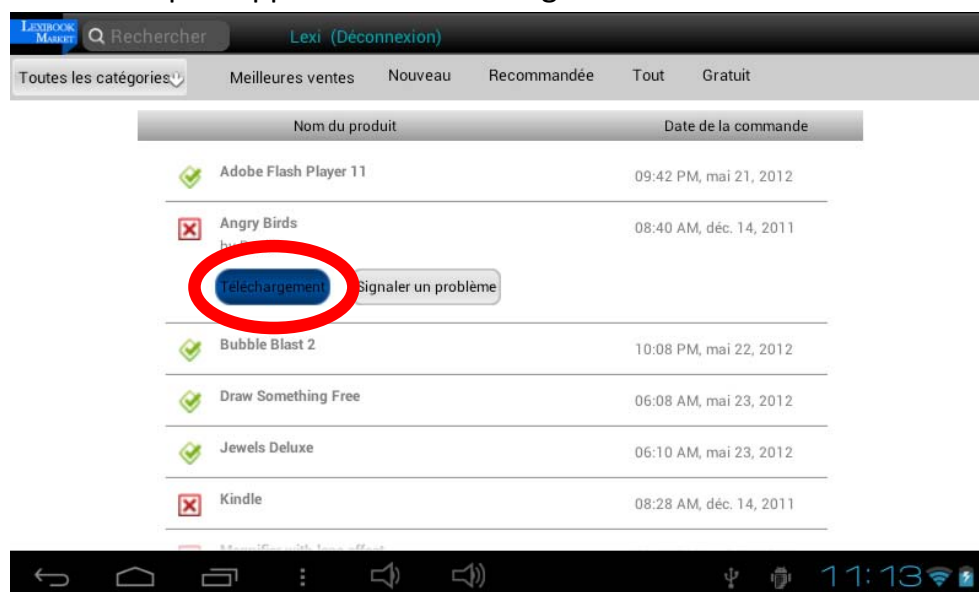 LEXIBOOK
MARKET
Rechercher
Lexi (Déconnexion)
Toutes les catégories
Meilleures ventes
Nouveau
Recommandée
Tout
Gratuit
Nom du produit
Date de la commande
Adobe Flash Player 11
09:42 PM, mai 21, 2012
Angry Birds
08:40 AM, déc. 14, 2011
by
Téléchargement
Signaler un problème
Bubble Blast 2
10:08 PM, mai 22, 2012
Draw Something Free
06:08 AM, mai 23, 2012
Jewels Deluxe
06:10 AM, mai 23, 2012
Kindle
08:28 AM, déc. 14, 2011
11:13